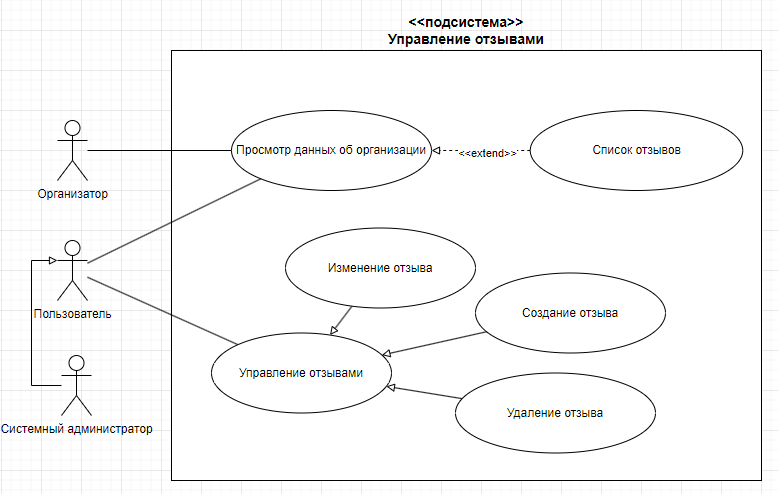 <<подсистема>>
Управление отзывами
Просмотр данных об организации
<<extend>>
Список отзывов
Организатор
Изменение отзыва
Пользователь
Создание отзыва
Управление отзывами
Удаление отзыва
Системный администратор